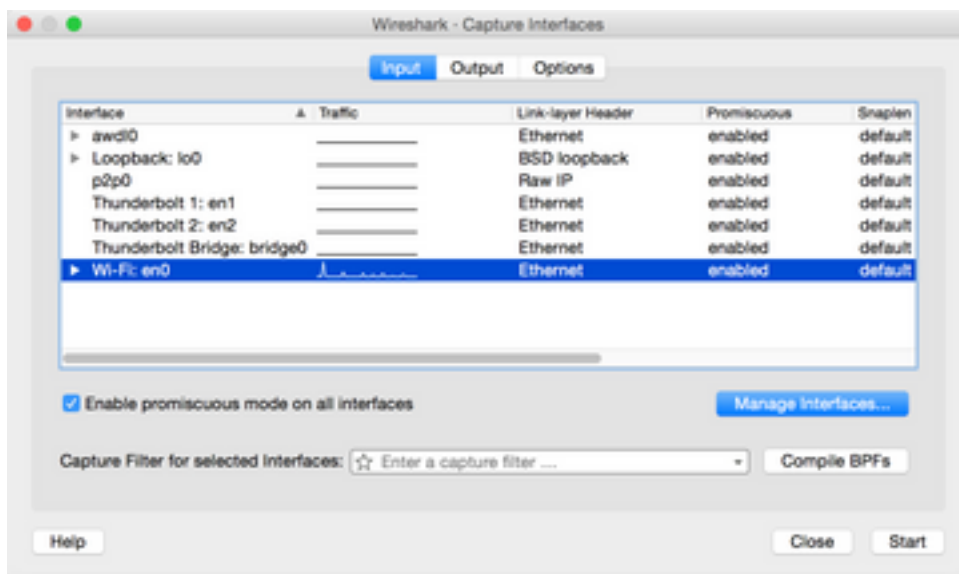 Wireshark - Capture Interfaces
Input Output Options
Interface Traffic Link-layer Header Promiscuous Snaplen
awdl0 Ethernet enabled default
Loopback: lo0 BSD loopback enabled default
p2p0 Raw IP enabled default
Thunderbolt 1: en1 Ethernet enabled default
Thunderbolt 2: en2 Ethernet enabled default
Thunderbolt Bridge: bridge0 Ethernet enabled default
Wi-Fi: en0 Ethernet enabled default
Enable promiscuous mode on all interfaces Manage Interfaces...
Capture Filter for selected Interfaces: Enter a capture filter ... Compile BPFs
Help Close Start